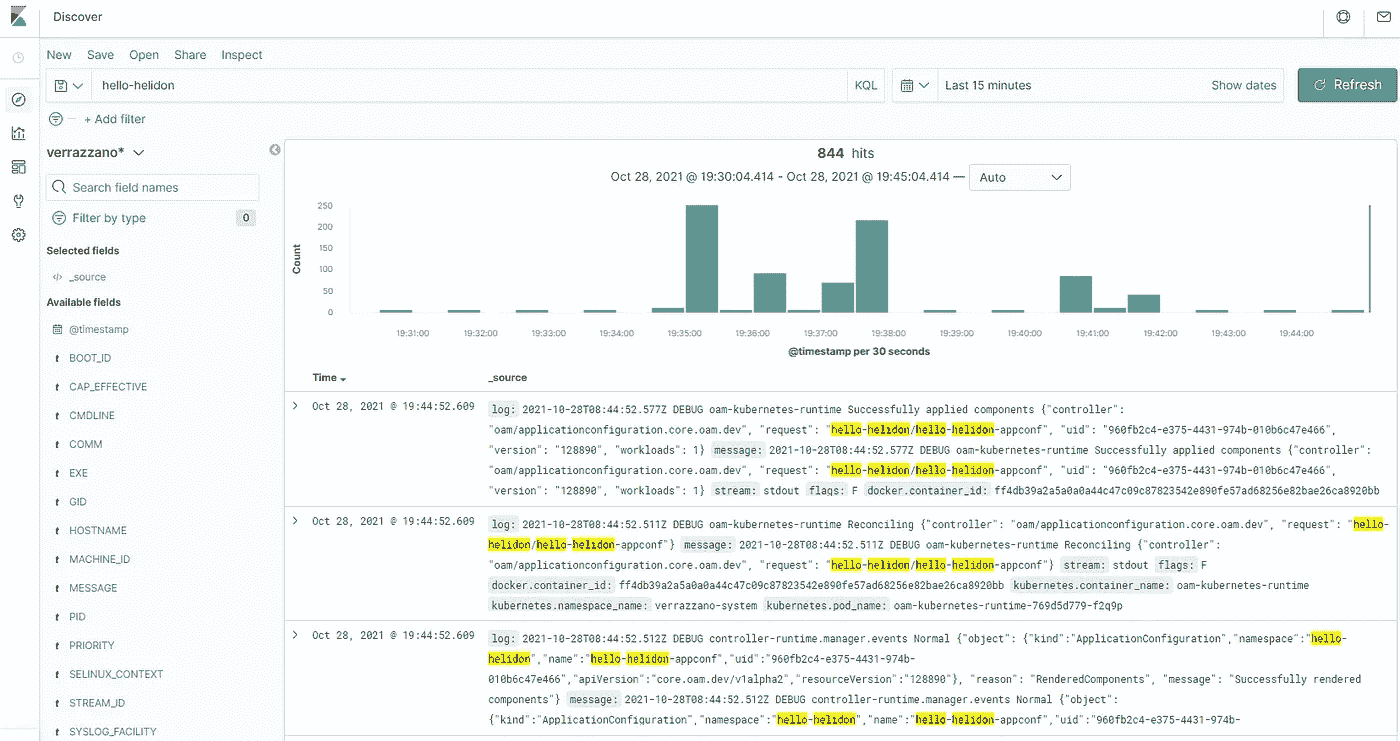 Discover
New Save Open Share Inspect
hello-helidon KQL Last 15 minutes Show dates Refresh
+ Add filter
verrazzano*
Search field names
Filter by type 0
Selected fields
</> _source
Available fields
@timestamp
t BOOT_ID
t CAP_EFFECTIVE
t CMDLINE
t COMM
t EXE
t GID
t HOSTNAME
t MACHINE_ID
t MESSAGE
t PID
t PRIORITY
t SELINUX_CONTEXT
t STREAM_ID
t SYSLOG_FACILITY
844 hits
Oct 28, 2021 @ 19:30:04.414 - Oct 28, 2021 @ 19:45:04.414 — Auto
Count
250
200
150
100
50
0
19:31:00 19:32:00 19:33:00 19:34:00 19:35:00 19:36:00 19:37:00 19:38:00 19:39:00 19:40:00 19:41:00 19:42:00 19:43:00 19:44:00
@timestamp per 30 seconds
Time _source
Oct 28, 2021 @ 19:44:52.609 log: 2021-10-28T08:44:52.577Z DEBUG oam-kubernetes-runtime Successfully applied components {"controller":
"oam/applicationconfiguration.core.oam.dev", "request": "hello-helidon/hello-helidon-appconf", "uid": "960fb2c4-e375-4431-974b-010b6c47e466",
"version": "128890", "workloads": 1} message: 2021-10-28T08:44:52.577Z DEBUG oam-kubernetes-runtime Successfully applied components {"controller":
"oam/applicationconfiguration.core.oam.dev", "request": "hello-helidon/hello-helidon-appconf", "uid": "960fb2c4-e375-4431-974b-010b6c47e466",
"version": "128890", "workloads": 1} stream: stdout flags: F docker.container_id: ff4db39a2a5a0a0a44c47c09c87823542e890fe57ad68256e82bae26ca8920bb
Oct 28, 2021 @ 19:44:52.609 log: 2021-10-28T08:44:52.511Z DEBUG oam-kubernetes-runtime Reconciling {"controller": "oam/applicationconfiguration.core.oam.dev", "request": "hello-
helidon/hello-helidon-appconf"} message: 2021-10-28T08:44:52.511Z DEBUG oam-kubernetes-runtime Reconciling {"controller":
"oam/applicationconfiguration.core.oam.dev", "request": "hello-helidon/hello-helidon-appconf"} stream: stdout flags: F
docker.container_id: ff4db39a2a5a0a0a44c47c09c87823542e890fe57ad68256e82bae26ca8920bb kubernetes.container_name: oam-kubernetes-runtime
kubernetes.namespace_name: verrazzano-system kubernetes.pod_name: oam-kubernetes-runtime-769d5d779-f2q9p
Oct 28, 2021 @ 19:44:52.609 log: 2021-10-28T08:44:52.512Z DEBUG controller-runtime.manager.events Normal {"object": {"kind":"ApplicationConfiguration","namespace":"hello-
helidon","name":"hello-helidon-appconf","uid":"960fb2c4-e375-4431-974b-
010b6c47e466","apiVersion":"core.oam.dev/v1alpha2","resourceVersion":"128890"}, "reason": "RenderedComponents", "message": "Successfully rendered
components"} message: 2021-10-28T08:44:52.512Z DEBUG controller-runtime.manager.events Normal {"object":
{"kind":"ApplicationConfiguration","namespace":"hello-helidon","name":"hello-helidon-appconf","uid":"960fb2c4-e375-4431-974b-